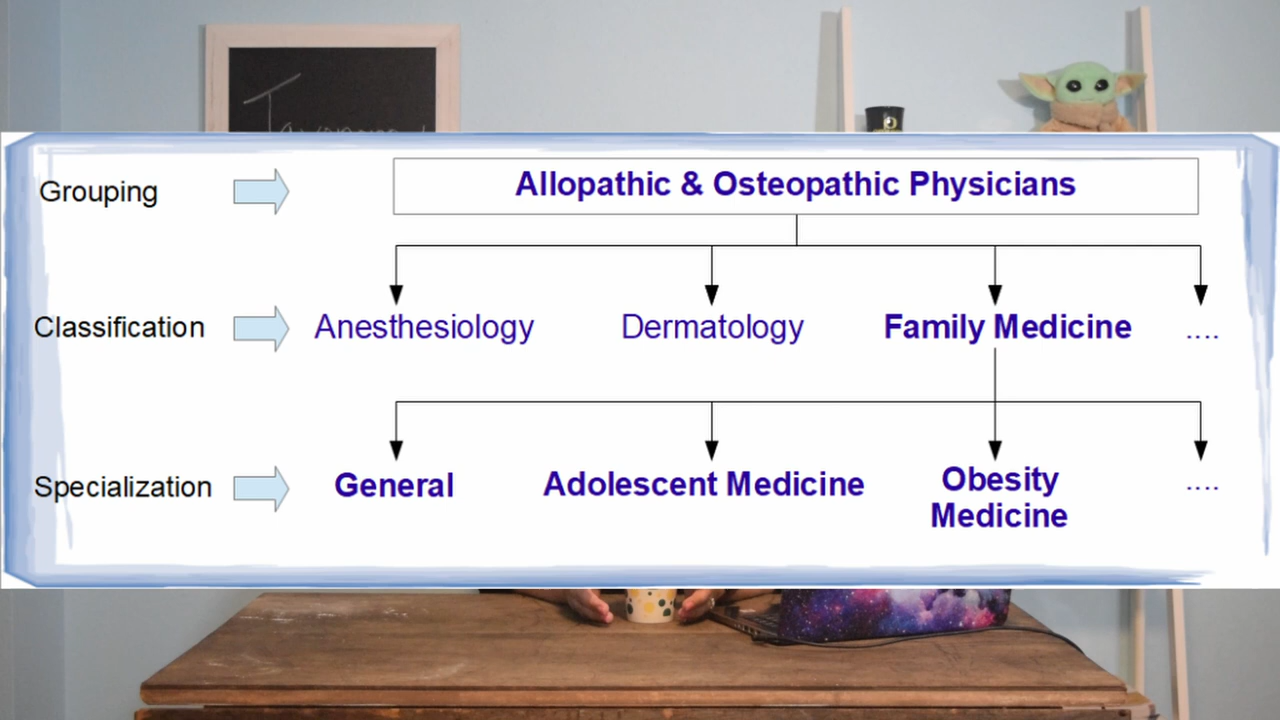 Grouping
Allopathic & Osteopathic Physicians
Classification
Anesthesiology
Dermatology
Family Medicine
....
Specialization
General
Adolescent Medicine
Obesity
Medicine
....